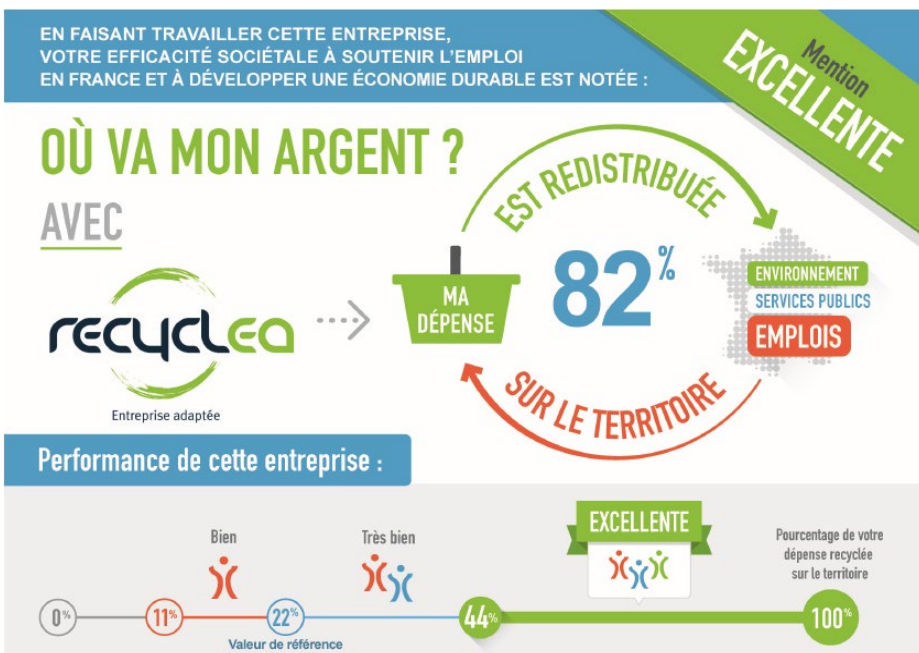 EN FAISANT TRAVAILLER CETTE ENTREPRISE,
VOTRE EFFICACITÉ SOCIÉTALE À SOUTENIR L'EMPLOI
EN FRANCE ET À DÉVELOPPER UNE ÉCONOMIE DURABLE EST NOTÉE :
Mention
EXCELLENTE
OÙ VA MON ARGENT ?
AVEC
recyclea
Entreprise adaptée
MA
DÉPENSE
EST REDISTRIBUÉE
82%
SUR LE TERRITOIRE
ENVIRONNEMENT
SERVICES PUBLICS
EMPLOIS
Performance de cette entreprise :
Bien
Très bien
EXCELLENTE
Pourcentage de votre
dépense recyclée
sur le territoire
0% 11% 22% 44% 100%
Valeur de référence